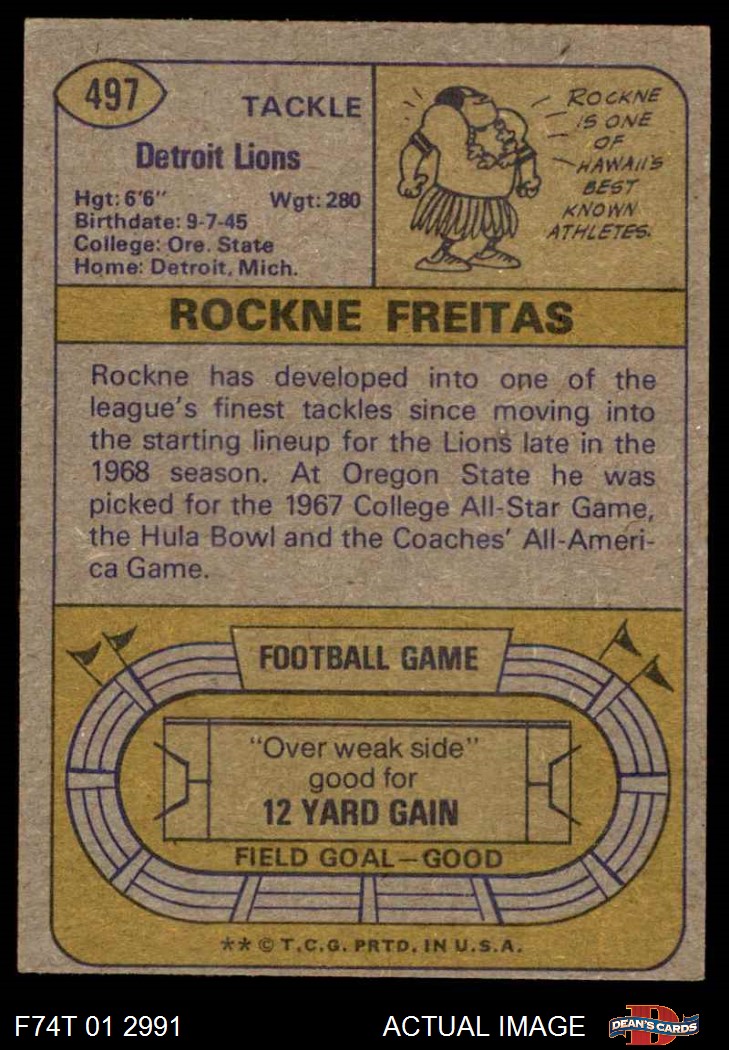 497
TACKLE
Detroit Lions
Hgt: 6'6" Wgt: 280
Birthdate: 9-7-45
College: Ore. State
Home: Detroit, Mich.
ROCKNE
IS ONE
OF
HAWAII'S
BEST
KNOWN
ATHLETES.
ROCKNE FREITAS
Rockne has developed into one of the
league's finest tackles since moving into
the starting lineup for the Lions late in the
1968 season. At Oregon State he was
picked for the 1967 College All-Star Game,
the Hula Bowl and the Coaches' All-Ameri-
ca Game.
FOOTBALL GAME
"Over weak side"
good for
12 YARD GAIN
FIELD GOAL—GOOD
** © T.C.G. PRTD. IN U.S.A.
F74T 01 2991 ACTUAL IMAGE
D
DEAN'S CARDS